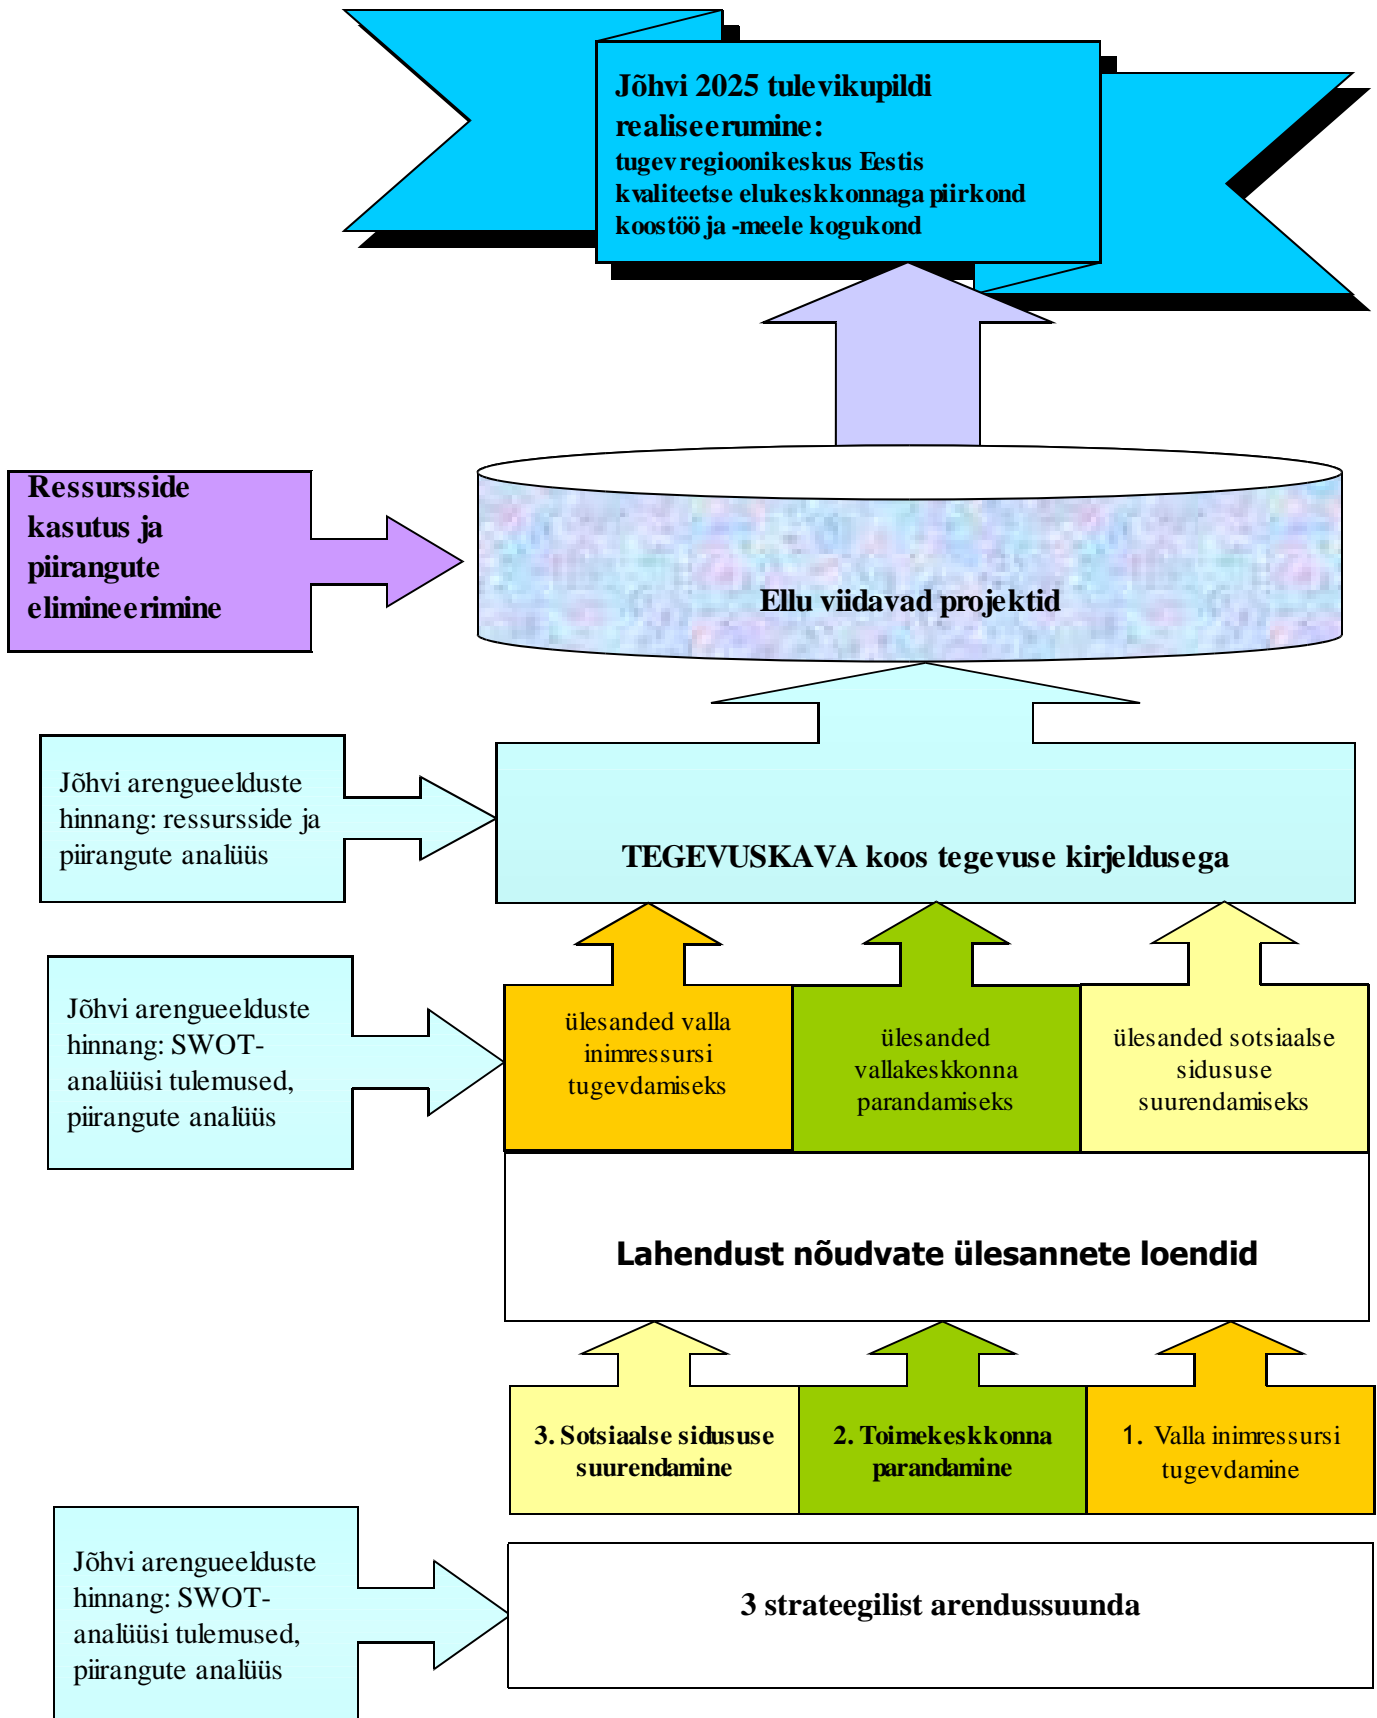 Jõhvi 2025 tulevikupildi
realiseerumine:
tugev regioonikeskus Eestis
kvaliteetse elukeskkonnaga piirkond
koostöö ja -meele kogukond
Ressursside
kasutus ja
piirangute
elimineerimine
Ellu viidavad projektid
Jõhvi arengueelduste
hinnang: ressursside ja
piirangute analüüs
TEGEVUSKAVA koos tegevuse kirjeldusega
Jõhvi arengueelduste
hinnang: SWOT-
analüüsi tulemused,
piirangute analüüs
ülesanded valla
inimressursi
tugevdamiseks
ülesanded
vallakeskkonna
parandamiseks
ülesanded sotsiaalse
sidususe
suurendamiseks
Lahendust nõudvate ülesannete loendid
3. Sotsiaalse sidususe
suurendamine
2. Toimekeskkonna
parandamine
1. Valla inimressursi
tugevdamine
Jõhvi arengueelduste
hinnang: SWOT-
analüüsi tulemused,
piirangute analüüs
3 strateegilist arendussuunda